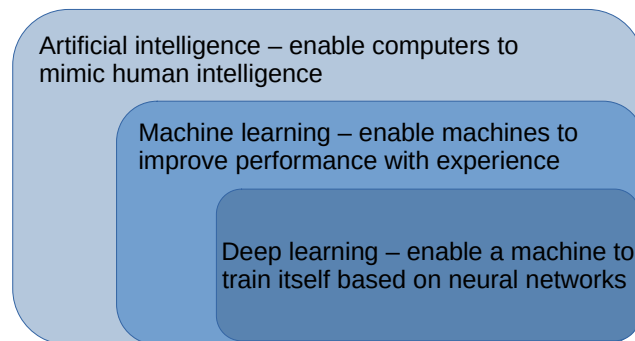 Artificial intelligence – enable computers to
mimic human intelligence
Machine learning – enable machines to
improve performance with experience
Deep learning – enable a machine to
train itself based on neural networks